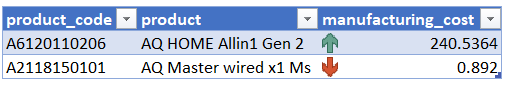 product_code product manufacturing_cost
A6120110206 AQ HOME Allin1 Gen 2 240.5364
A2118150101 AQ Master wired x1 Ms 0.892